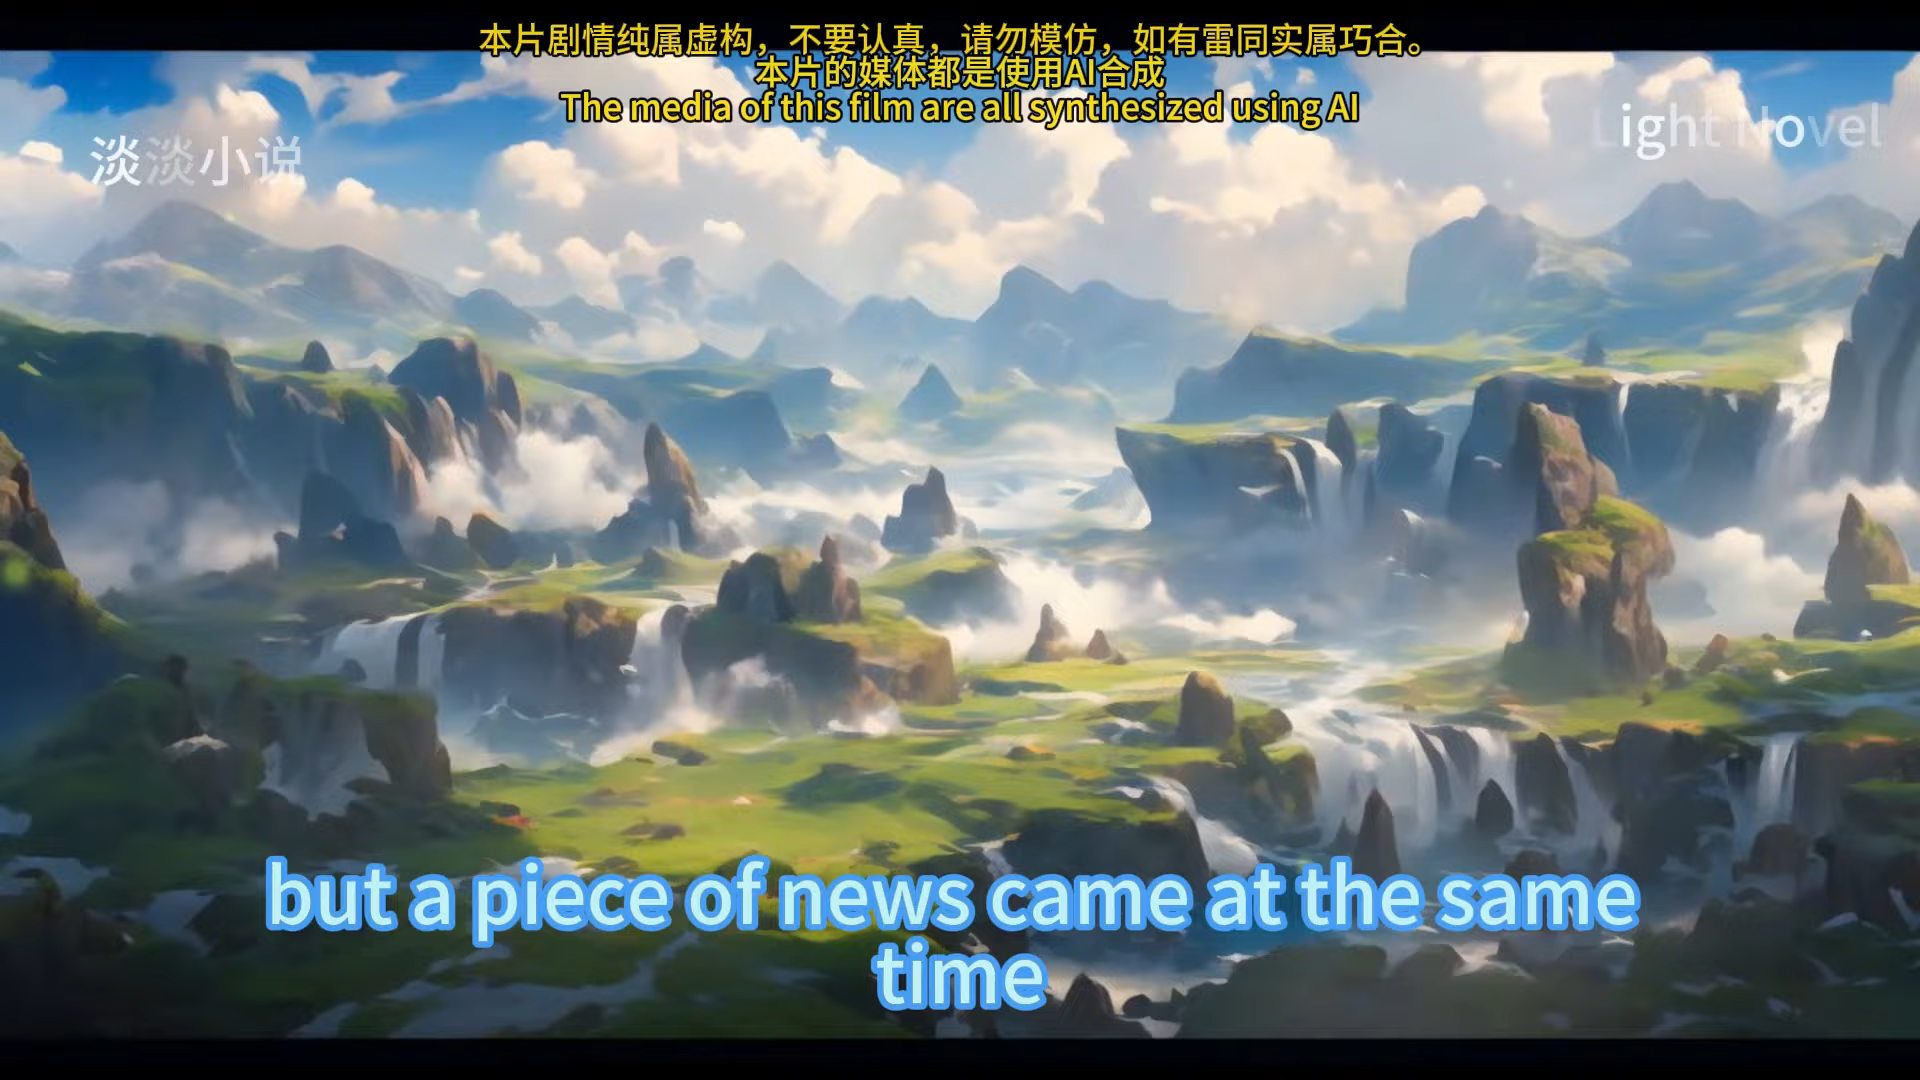 本片剧情纯属虚构，不要认真，请勿模仿，如有雷同实属巧合。
本片的媒体都是使用AI合成
The media of this film are all synthesized using AI
淡淡小说
Light Novel
but a piece of news came at the same
time